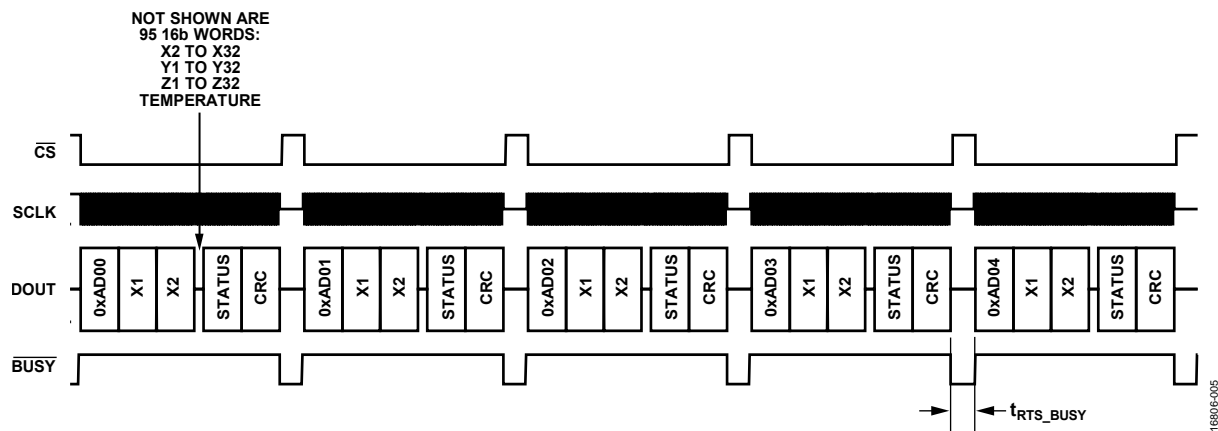 NOT SHOWN ARE
95 16b WORDS:
X2 TO X32
Y1 TO Y32
Z1 TO Z32
TEMPERATURE
CS
SCLK
DOUT
0xAD00 X1 X2 STATUS CRC 0xAD01 X1 X2 STATUS CRC 0xAD02 X1 X2 STATUS CRC 0xAD03 X1 X2 STATUS CRC 0xAD04 X1 X2 STATUS CRC
BUSY
tRTS_BUSY
16806-005